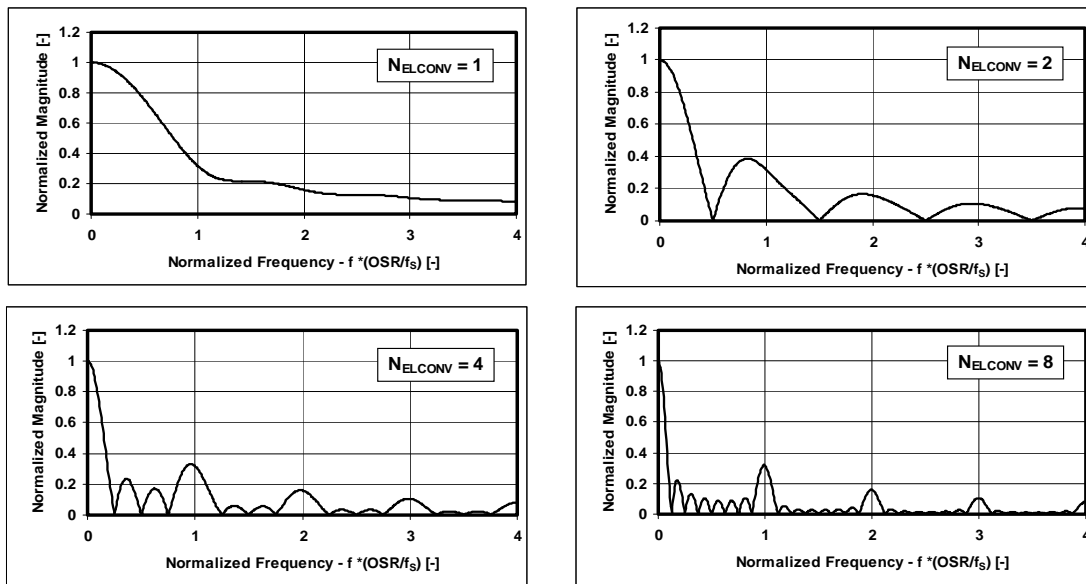 1.2
1
0.8
0.6
0.4
0.2
0
0 1 2 3 4
Normalized Magnitude [-]
Normalized Frequency - f *(OSR/fS) [-]
NELCONV = 1
1.2
1
0.8
0.6
0.4
0.2
0
0 1 2 3 4
Normalized Magnitude [-]
Normalized Frequency - f *(OSR/fS) [-]
NELCONV = 2
1.2
1
0.8
0.6
0.4
0.2
0
0 1 2 3 4
Normalized Magnitude [-]
Normalized Frequency - f *(OSR/fS) [-]
NELCONV = 4
1.2
1
0.8
0.6
0.4
0.2
0
0 1 2 3 4
Normalized Magnitude [-]
Normalized Frequency - f *(OSR/fS) [-]
NELCONV = 8